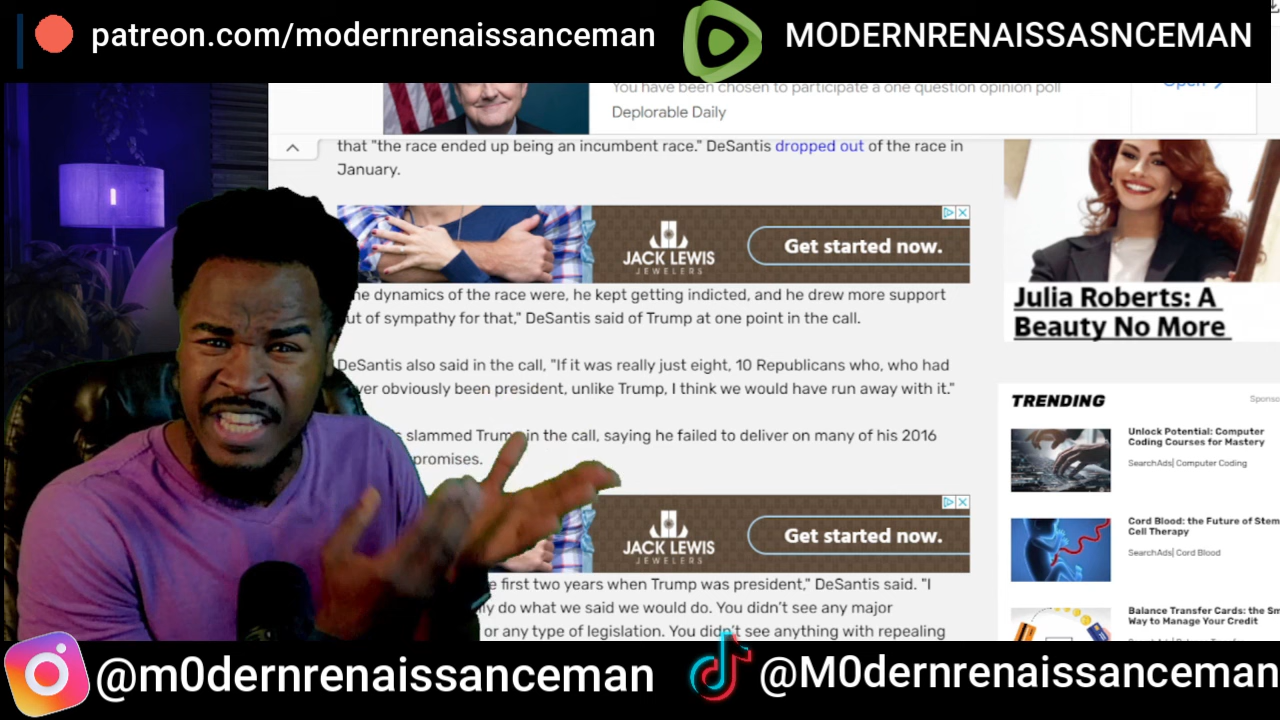 patreon.com/modernrenaissanceman
MODERNRENAISSASNCEMAN
You have been chosen to participate a one question opinion poll
Open
Deplorable Daily
that "the race ended up being an incumbent race." DeSantis dropped out of the race in
January.
JACK LEWIS
JEWELERS
Get started now.
Julia Roberts: A
Beauty No More
he dynamics of the race were, he kept getting indicted, and he drew more support
ut of sympathy for that," DeSantis said of Trump at one point in the call.
DeSantis also said in the call, "If it was really just eight, 10 Republicans who, who had
ver obviously been president, unlike Trump, I think we would have run away with it."
slammed Trump in the call, saying he failed to deliver on many of his 2016
promises.
TRENDING
Sponso
Unlock Potential: Computer
Coding Courses for Mastery
SearchAds| Computer Coding
Cord Blood: the Future of Stem
Cell Therapy
SearchAds| Cord Blood
Balance Transfer Cards: the Sm
Way to Manage Your Credit
JACK LEWIS
JEWELERS
Get started now.
e first two years when Trump was president," DeSantis said. "I
ly do what we said we would do. You didn't see any major
or any type of legislation. You didn't see anything with repealing
@m0dernrenaissanceman
@M0dernrenaissanceman